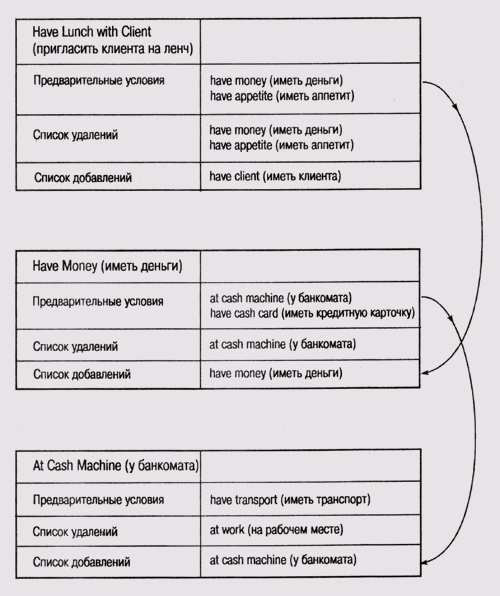 Have Lunch with Client
(пригласить клиента на ленч)
Предварительные условия
have money (иметь деньги)
have appetite (иметь аппетит)
Список удалений
have money (иметь деньги)
have appetite (иметь аппетит)
Список добавлений
have client (иметь клиента)
Have Money (иметь деньги)
Предварительные условия
at cash machine (у банкомата)
have cash card (иметь кредитную карточку)
Список удалений
at cash machine (у банкомата)
Список добавлений
have money (иметь деньги)
At Cash Machine (у банкомата)
Предварительные условия
have transport (иметь транспорт)
Список удалений
at work (на рабочем месте)
Список добавлений
at cash machine (у банкомата)